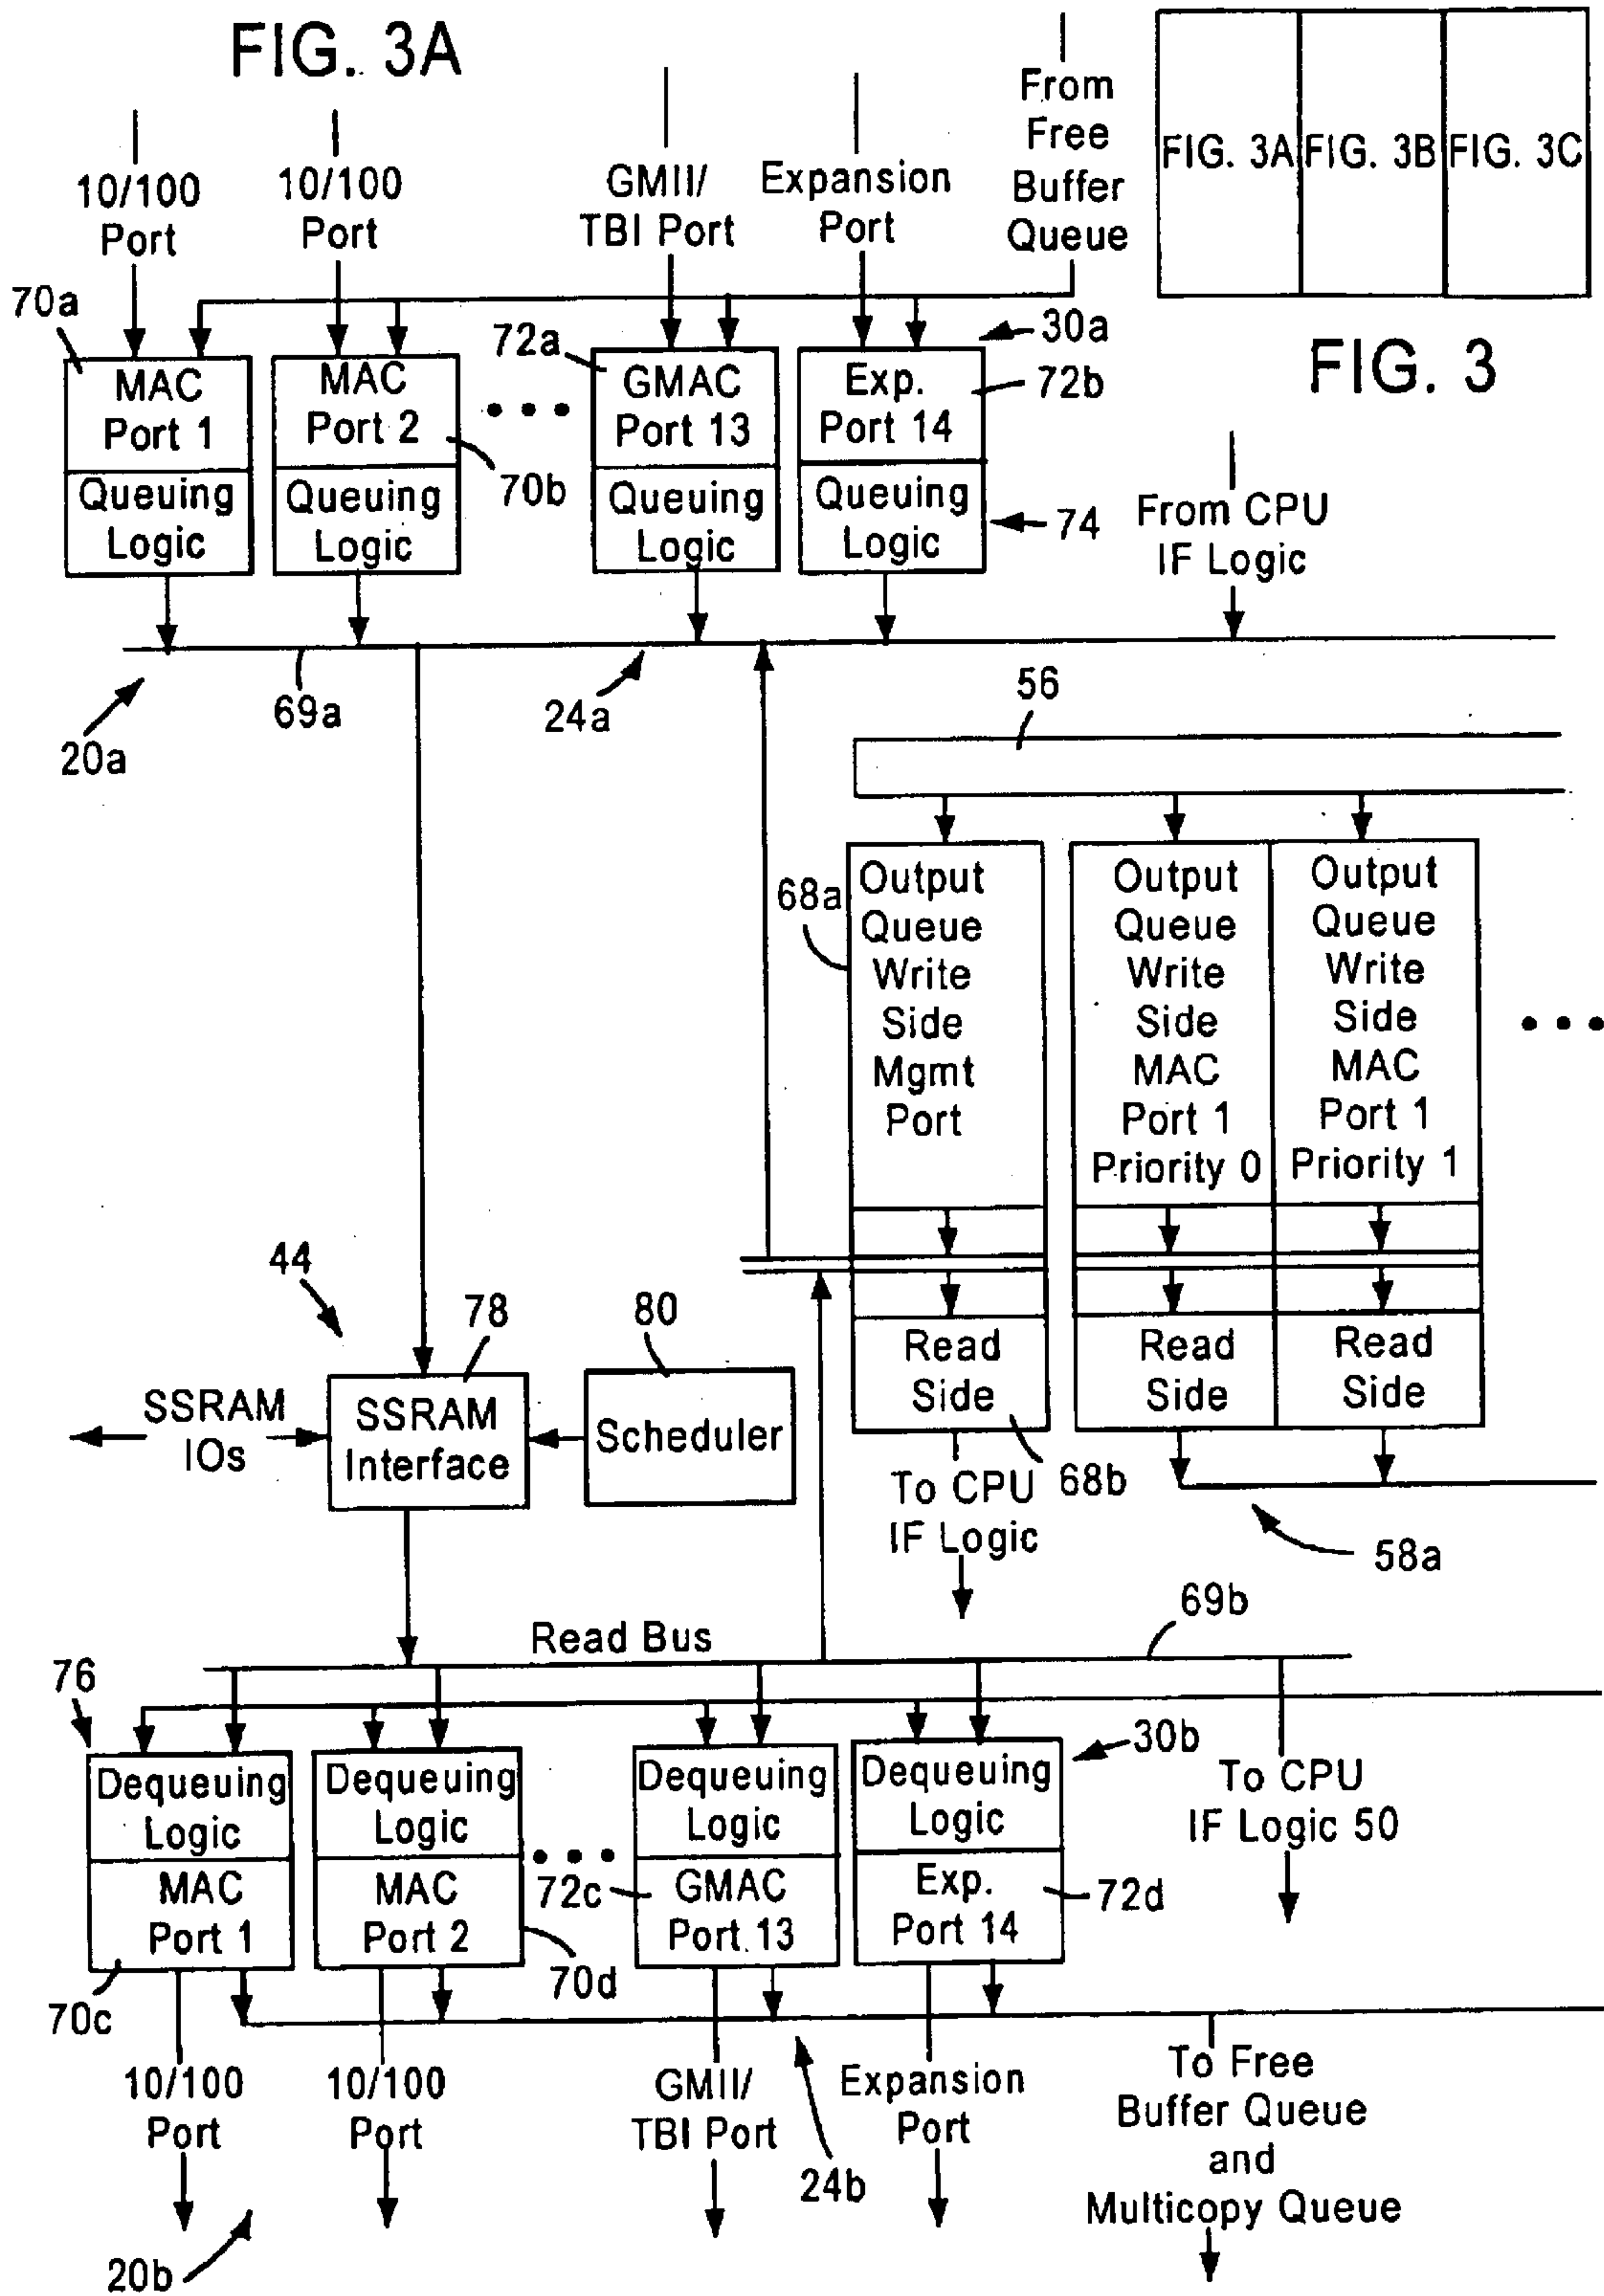 FIG. 3A
From
Free
Buffer
Queue
FIG. 3A
FIG. 3B
FIG. 3C
FIG. 3
10/100
Port
10/100
Port
GMII/
TBI Port
Expansion
Port
70a
72a
30a
MAC
Port 1
Queuing
Logic
MAC
Port 2
Queuing
Logic
70b
GMAC
Port 13
Queuing
Logic
Exp.
Port 14
Queuing
Logic
72b
74
From CPU
IF Logic
20a
69a
24a
56
68a
Output
Queue
Write
Side
Mgmt
Port
Output
Queue
Write
Side
MAC
Port 1
Priority 0
Output
Queue
Write
Side
MAC
Port 1
Priority 1
Read
Side
Read
Side
Read
Side
44
78
80
SSRAM
IOs
SSRAM
Interface
Scheduler
To CPU
IF Logic
68b
58a
Read Bus
69b
76
30b
Dequeuing
Logic
MAC
Port 1
Dequeuing
Logic
MAC
Port 2
Dequeuing
Logic
GMAC
Port 13
Dequeuing
Logic
Exp.
Port 14
To CPU
IF Logic 50
72c
72d
70c
70d
10/100
Port
10/100
Port
GMII/
TBI Port
Expansion
Port
To Free
Buffer Queue
and
Multicopy Queue
24b
20b